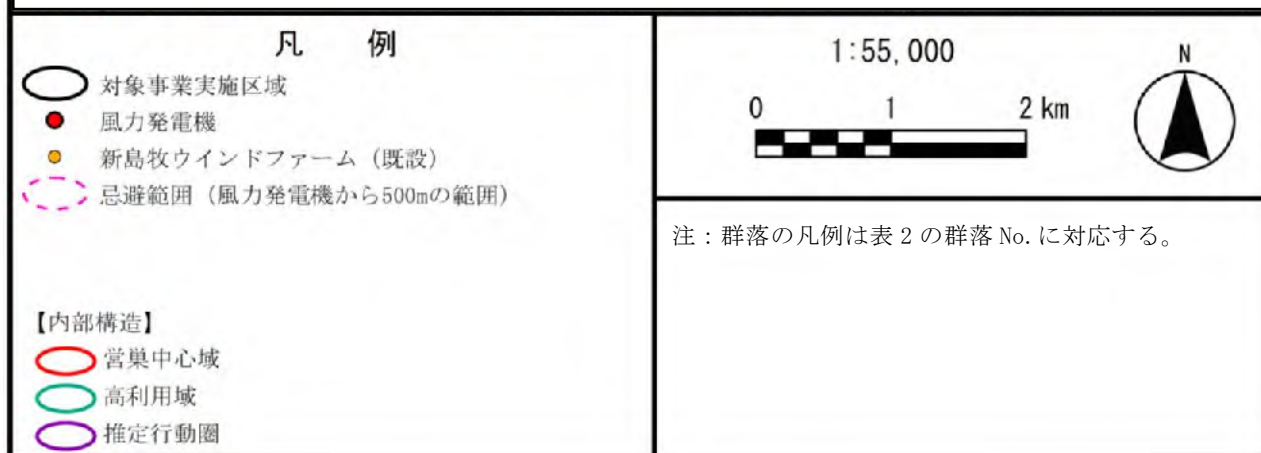 凡 例
対象事業実施区域
風力発電機
新島牧ウインドファーム（既設）
忌避範囲（風力発電機から500mの範囲）
【内部構造】
営巣中心域
高利用域
推定行動圏
1:55,000
0 1 2 km
N
注：群落の凡例は表 2 の群落 No. に対応する。